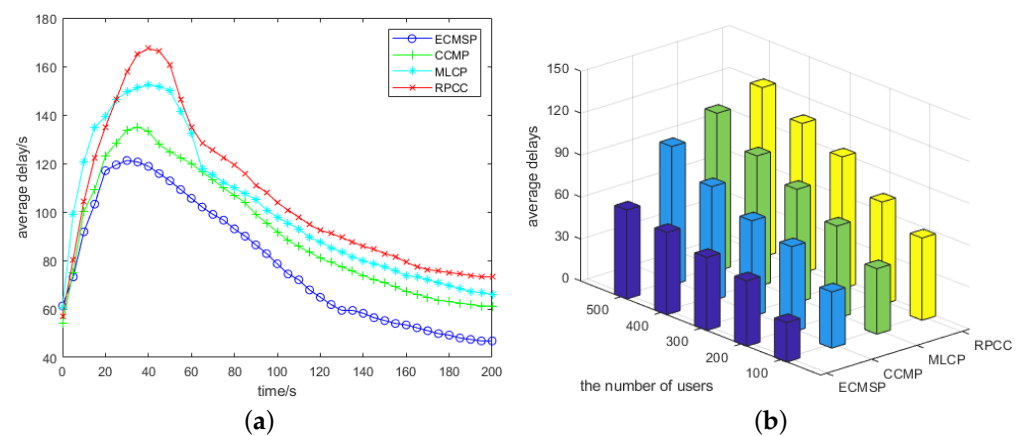 180
160
140
120
100
80
60
40
average delay/s
ECMSP
CCMP
MLCP
RPCC
0 20 40 60 80 100 120 140 160 180 200
time/s
(a)
150
120
90
60
30
0
average delays
500
400
300
200
100
the number of users
ECMSP
CCMP
MLCP
RPCC
(b)